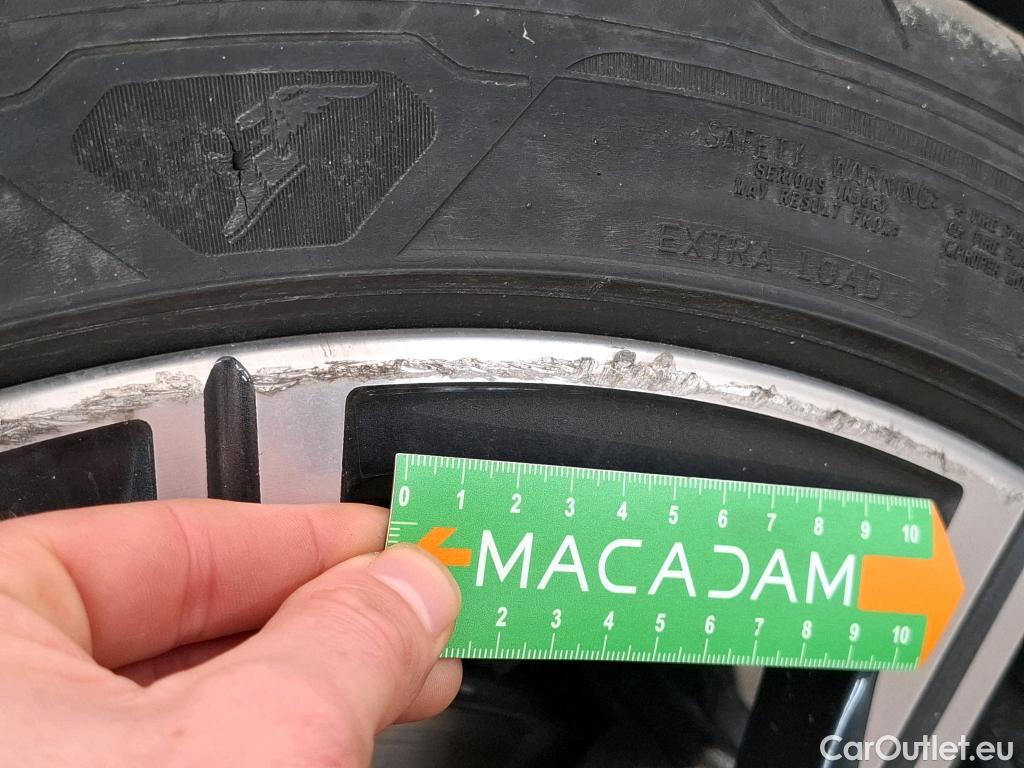 SAFETY WARNING
SERIOUS INJURY
MAY RESULT FROM:
EXTRA LOAD
0 1 2 3 4 5 6 7 8 9 10
MACADAM
2 3 4 5 6 7 8 9 10
CarOutlet.eu